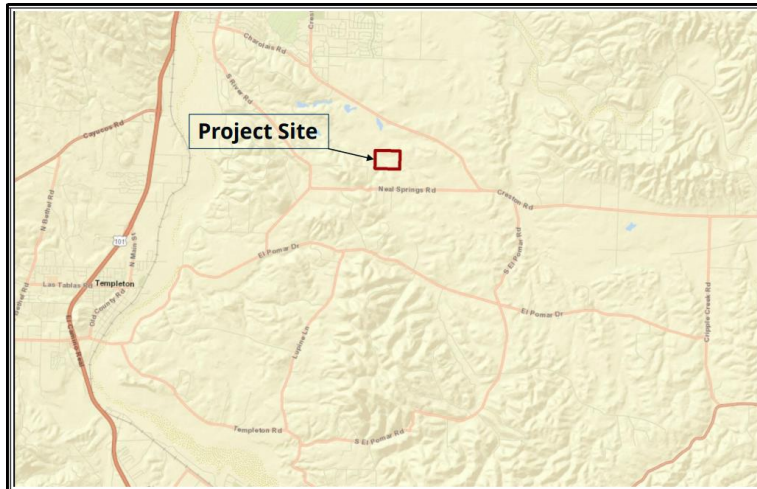 Charolais Rd
S River Rd
Cayucos Rd
Project Site
Neal Springs Rd
Creston Rd
N Bethel Rd
101
N Main St
El Pomar Dr
S El Pomar Rd
Las Tablas Rd
Templeton
Bethel Rd
Old County Rd
El Camino Real
El Pomar Dr
Cripple Creek Rd
Lupine Ln
Templeton Rd
S El Pomar Rd